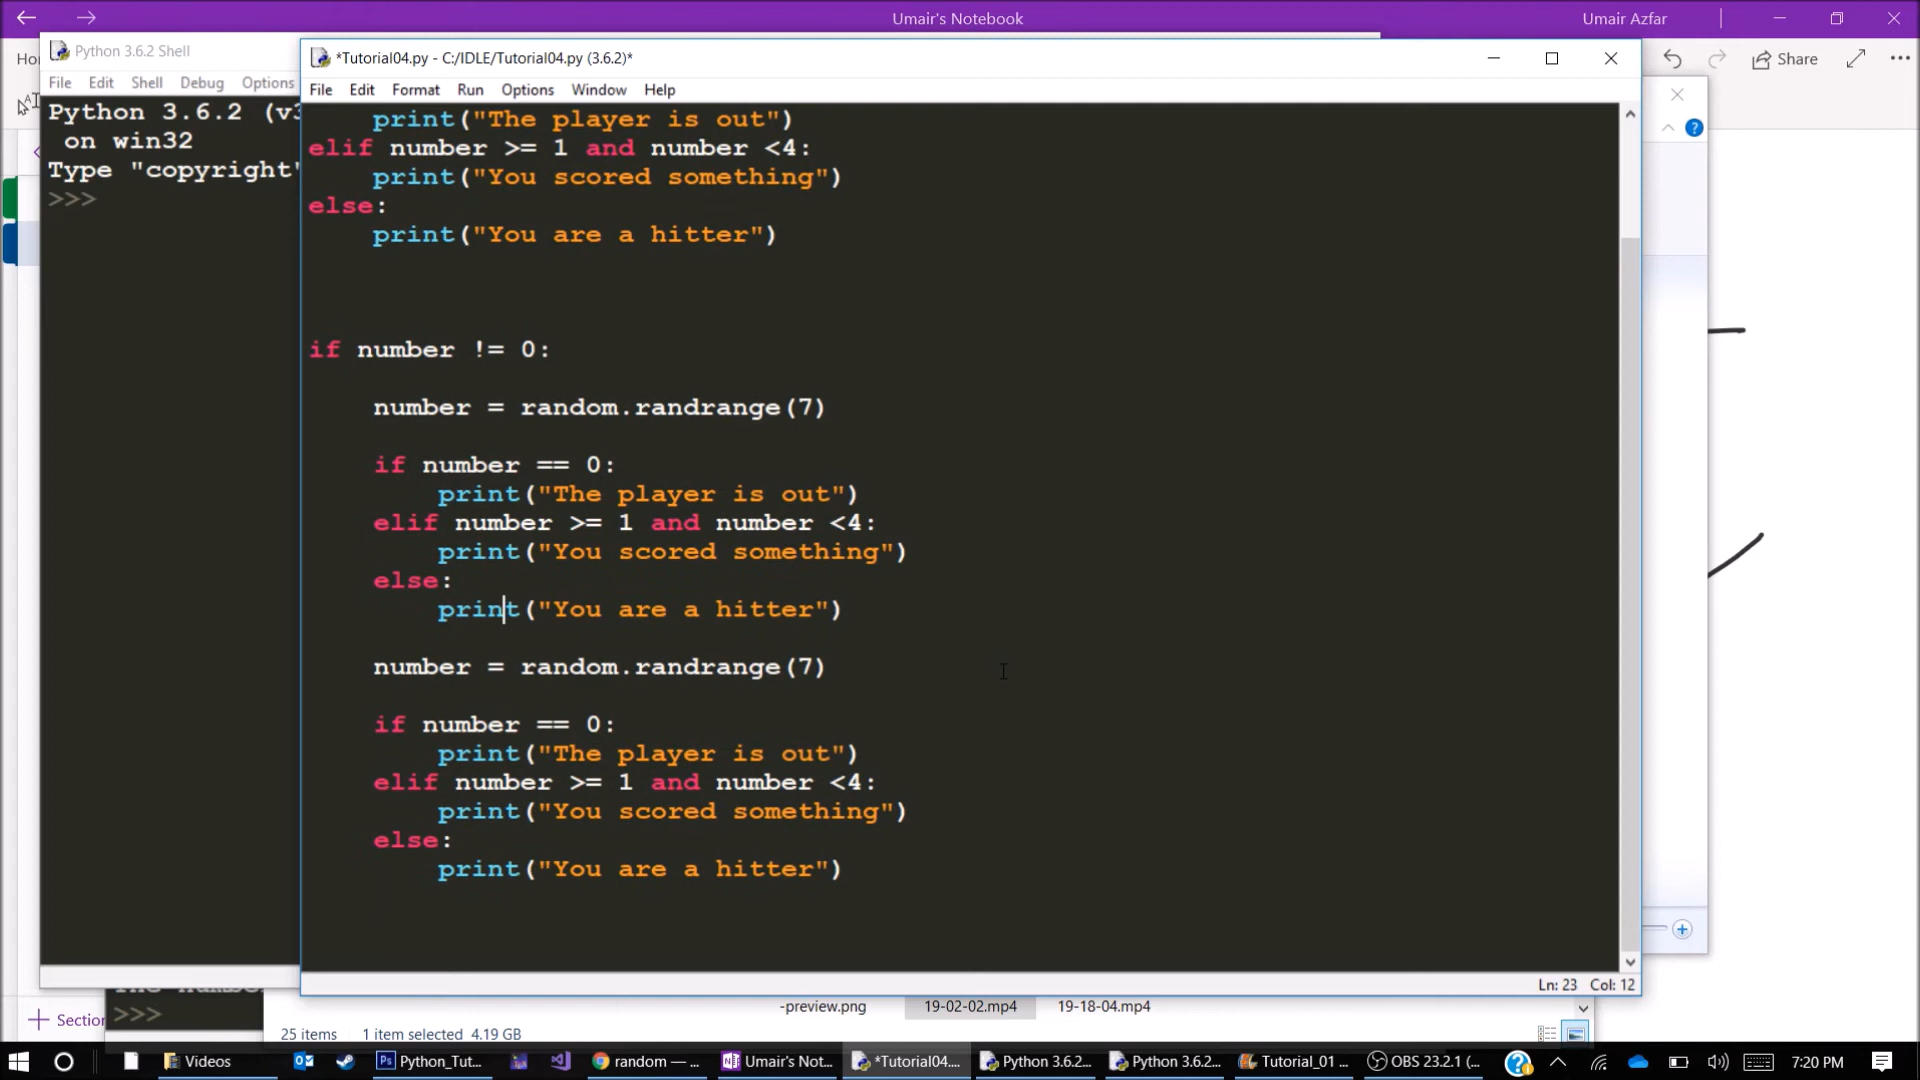 Umair's Notebook
Umair Azfar
Python 3.6.2 Shell
*Tutorial04.py - C:/IDLE/Tutorial04.py (3.6.2)*
Share
File Edit Shell Debug Options
File Edit Format Run Options Window Help
Python 3.6.2 (v3
on win32
Type "copyright"
>>>
print("The player is out")
elif number >= 1 and number <4:
print("You scored something")
else:
print("You are a hitter")
if number != 0:
number = random.randrange(7)
if number == 0:
print("The player is out")
elif number >= 1 and number <4:
print("You scored something")
else:
print("You are a hitter")
number = random.randrange(7)
if number == 0:
print("The player is out")
elif number >= 1 and number <4:
print("You scored something")
else:
print("You are a hitter")
Ln: 23 Col: 12
>>>
-preview.png 19-02-02.mp4 19-18-04.mp4
Section
25 items 1 item selected 4.19 GB
Videos Python_Tut... random — ... Umair's Not... *Tutorial04.... Python 3.6.2... Python 3.6.2... Tutorial_01 ... OBS 23.2.1 (... 7:20 PM